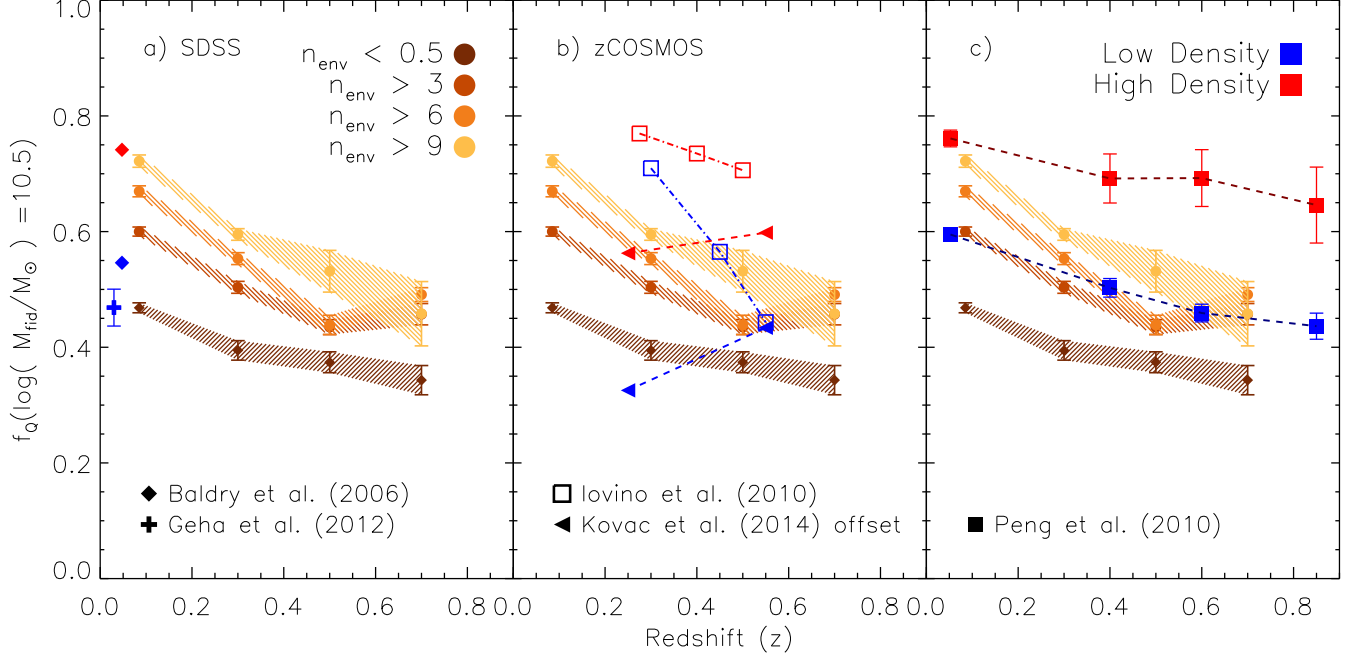 a) SDSS
n_env < 0.5
n_env > 3
n_env > 6
n_env > 9
b) zCOSMOS
c)
Low Density
High Density
1.0
0.8
0.6
0.4
0.2
0.0
f_Q(log( M_fid/M_⊙ ) =10.5)
Baldry et al. (2006)
Geha et al. (2012)
Iovino et al. (2010)
Kovac et al. (2014) offset
Peng et al. (2010)
0.0 0.2 0.4 0.6 0.8 0.0 0.2 0.4 0.6 0.8 0.0 0.2 0.4 0.6 0.8
Redshift (z)